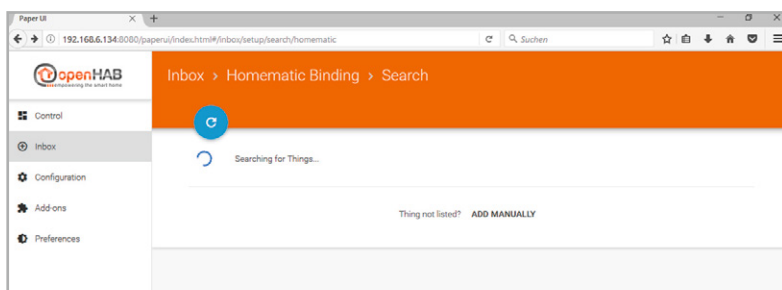 Paper UI
192.168.6.134:8080/paperui/index.html#/inbox/setup/search/homematic
Suchen
openHAB
empowering the smart home
Inbox > Homematic Binding > Search
Control
Inbox
Searching for Things...
Configuration
Add-ons
Thing not listed? ADD MANUALLY
Preferences